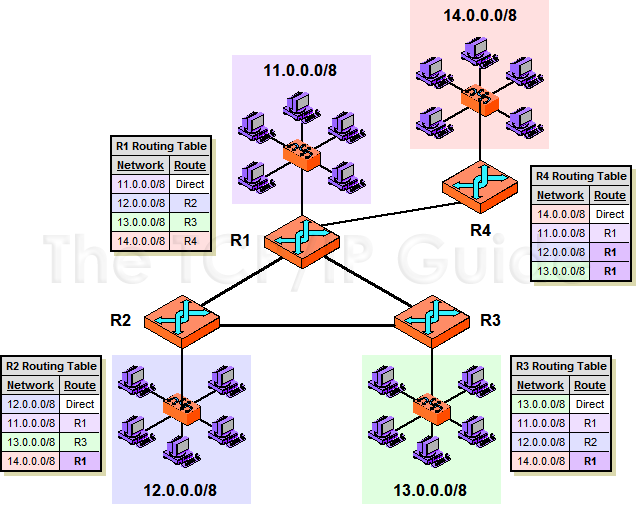 14.0.0.0/8
11.0.0.0/8
R1 Routing Table
Network Route
11.0.0.0/8 Direct
12.0.0.0/8 R2
13.0.0.0/8 R3
14.0.0.0/8 R4
R4 Routing Table
Network Route
14.0.0.0/8 Direct
11.0.0.0/8 R1
12.0.0.0/8 R1
13.0.0.0/8 R1
R4
R1
The TCP/IP Guide
R2
R3
R2 Routing Table
Network Route
12.0.0.0/8 Direct
11.0.0.0/8 R1
13.0.0.0/8 R3
14.0.0.0/8 R1
R3 Routing Table
Network Route
13.0.0.0/8 Direct
11.0.0.0/8 R1
12.0.0.0/8 R2
14.0.0.0/8 R1
12.0.0.0/8
13.0.0.0/8